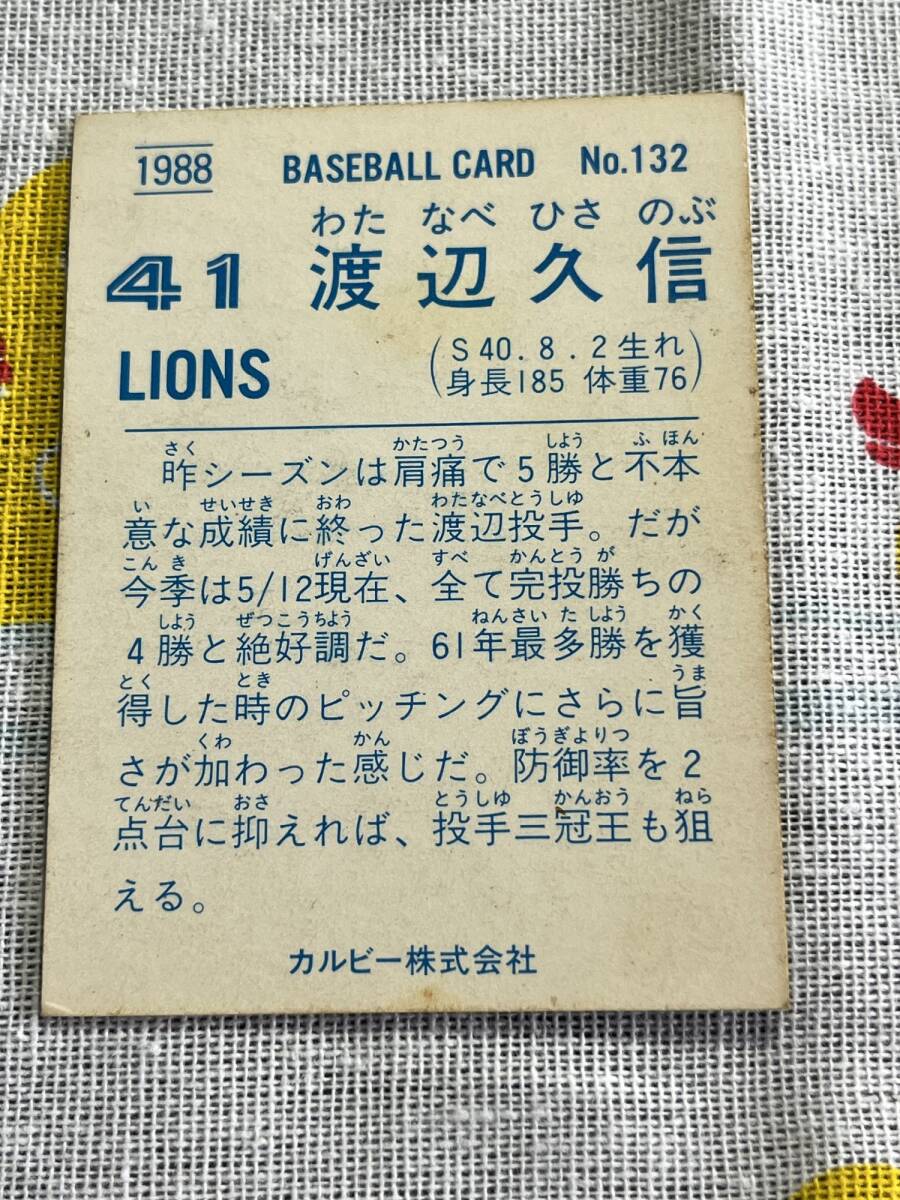 1988 BASEBALL CARD No.132
わた なべ ひさ のぶ
41 渡辺久信
LIONS
(S40.8.2生れ
身長185 体重76)
さく かたつう しよう ふ ほん
昨シーズンは肩痛で5勝と不本
い せいせき おわ わたなべとうしゆ
意な成績に終った渡辺投手。だが
こん き げんざい すべ かんとう が
今季は5/12現在、全て完投勝ちの
しよう ぜつこうちよう ねんさい た しよう かく
4勝と絶好調だ。61年最多勝を獲
とく とき うま
得した時のピッチングにさらに旨
くわ かん ぼうぎよりつ
さが加わった感じだ。防御率を2
てんだい おさ とうしゆ かんおう ねら
点台に抑えれば、投手三冠王も狙
える。
カルビー株式会社